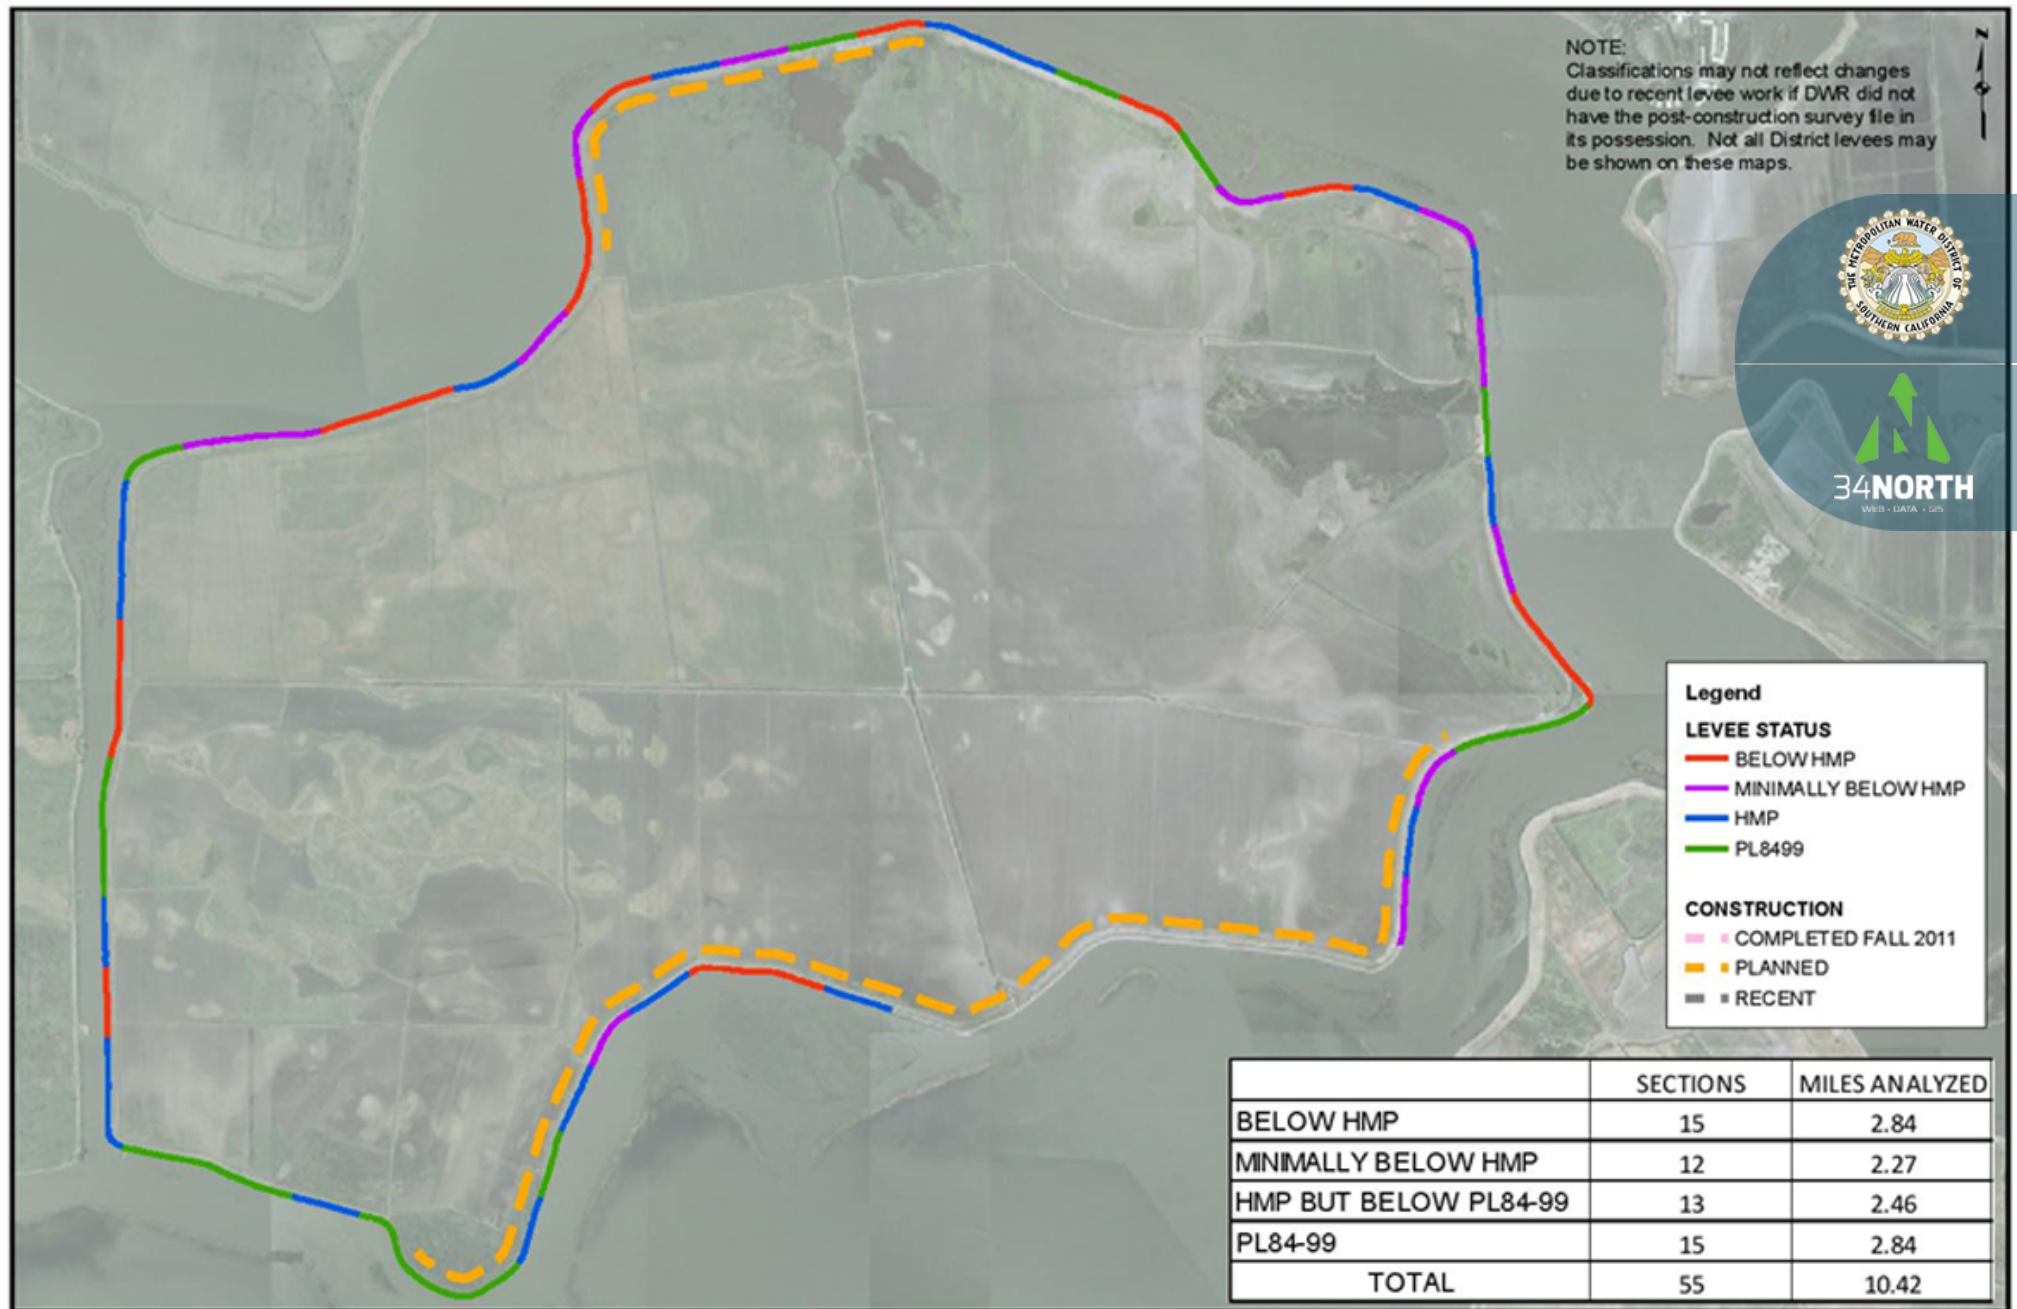 NOTE:
Classifications may not reflect changes
due to recent levee work if DWR did not
have the post-construction survey file in
its possession. Not all District levees may
be shown on these maps.
N
THE METROPOLITAN WATER DISTRICT OF
SOUTHERN CALIFORNIA
34NORTH
WEB • DATA • GIS
Legend
LEVEE STATUS
BELOW HMP
MINIMALLY BELOW HMP
HMP
PL8499
CONSTRUCTION
COMPLETED FALL 2011
PLANNED
RECENT
SECTIONS MILES ANALYZED
BELOW HMP 15 2.84
MINIMALLY BELOW HMP 12 2.27
HMP BUT BELOW PL84-99 13 2.46
PL84-99 15 2.84
TOTAL 55 10.42